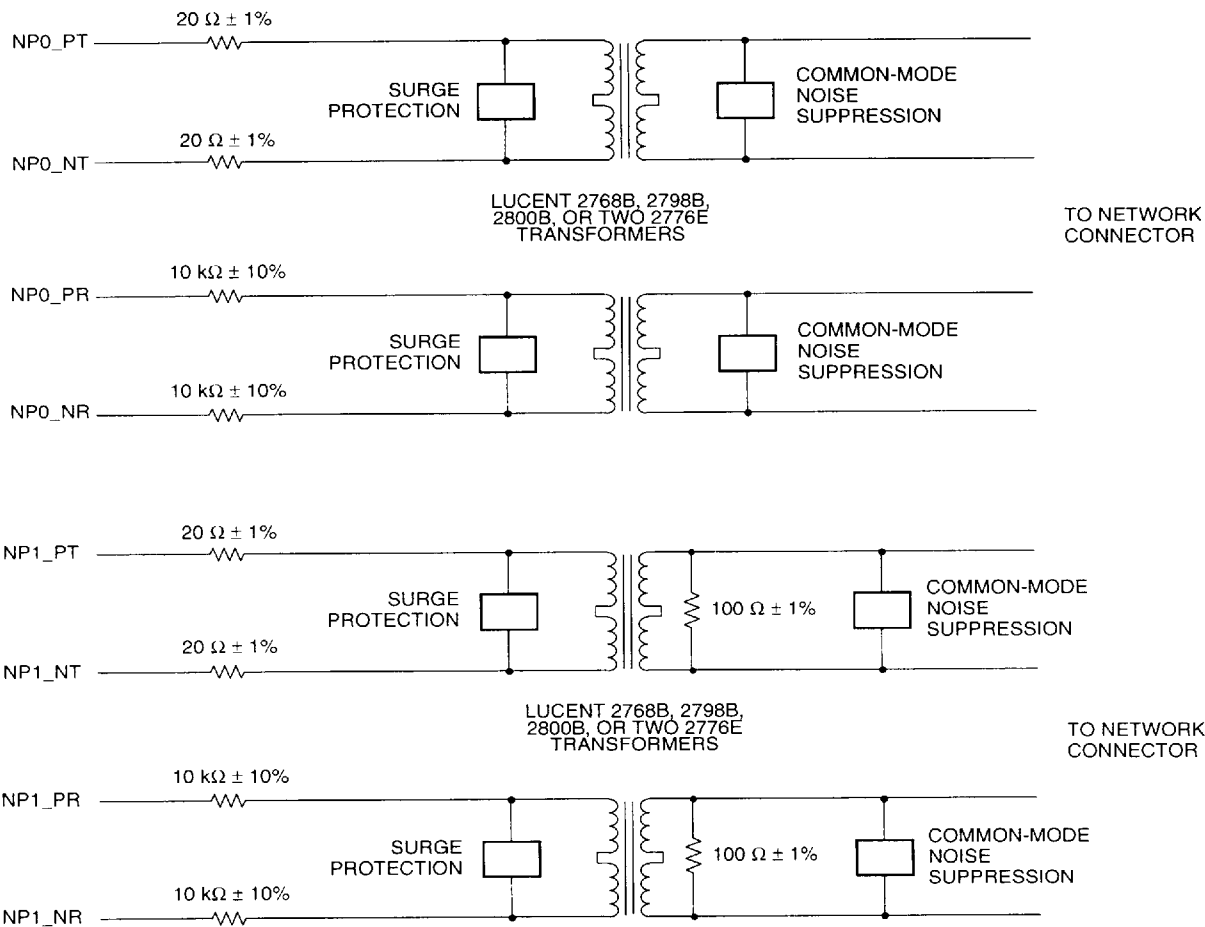 20 Ω ± 1%
NP0_PT
SURGE
PROTECTION
COMMON-MODE
NOISE
SUPPRESSION
20 Ω ± 1%
NP0_NT
LUCENT 2768B, 2798B,
2800B, OR TWO 2776E
TRANSFORMERS
TO NETWORK
CONNECTOR
10 kΩ ± 10%
NP0_PR
SURGE
PROTECTION
COMMON-MODE
NOISE
SUPPRESSION
10 kΩ ± 10%
NP0_NR
20 Ω ± 1%
NP1_PT
SURGE
PROTECTION
100 Ω ± 1%
COMMON-MODE
NOISE
SUPPRESSION
20 Ω ± 1%
NP1_NT
LUCENT 2768B, 2798B,
2800B, OR TWO 2776E
TRANSFORMERS
TO NETWORK
CONNECTOR
10 kΩ ± 10%
NP1_PR
SURGE
PROTECTION
100 Ω ± 1%
COMMON-MODE
NOISE
SUPPRESSION
10 kΩ ± 10%
NP1_NR